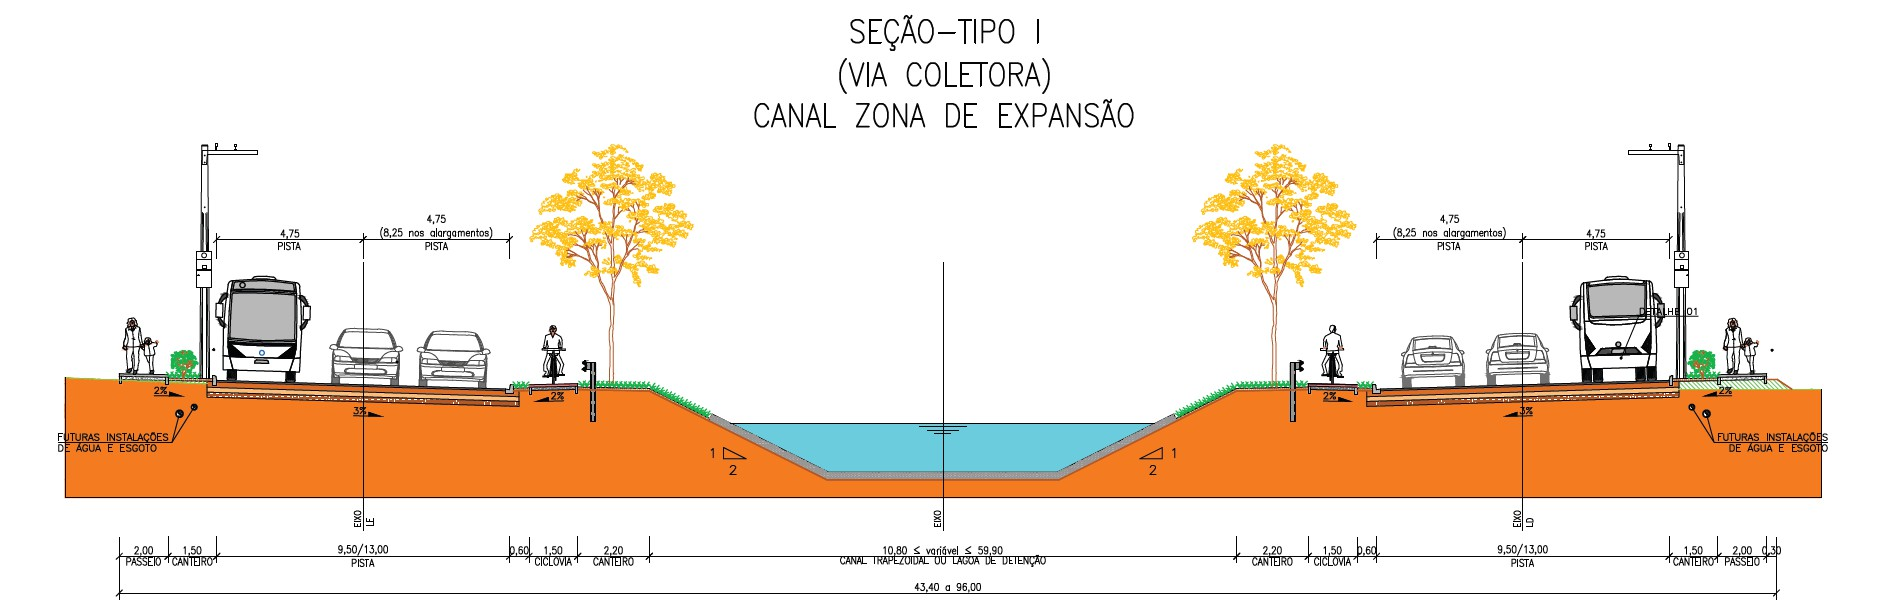 SEÇÃO-TIPO I
(VIA COLETORA)
CANAL ZONA DE EXPANSÃO
4,75
PISTA
4,75
(8,25 nos alargamentos)
PISTA
4,75
(8,25 nos alargamentos)
PISTA
4,75
PISTA
DETALHE 01
2%
3%
2%
2%
3%
2%
FUTURAS INSTALAÇÕES
DE ÁGUA E ESGOTO
1
2
1
2
FUTURAS INSTALAÇÕES
DE ÁGUA E ESGOTO
EIXO
LE
EIXO
EIXO
LD
2,00
PASSEIO
1,50
CANTEIRO
9,50/13,00
PISTA
0,60
1,50
CICLOVIA
2,20
CANTEIRO
10,80 ≤ variável ≤ 59,90
CANAL TRAPEZOIDAL OU LAGOA DE DETENÇÃO
2,20
CANTEIRO
1,50
CICLOVIA
0,60
9,50/13,00
PISTA
1,50
CANTEIRO
2,00
PASSEIO
0,30
43,40 a 96,00